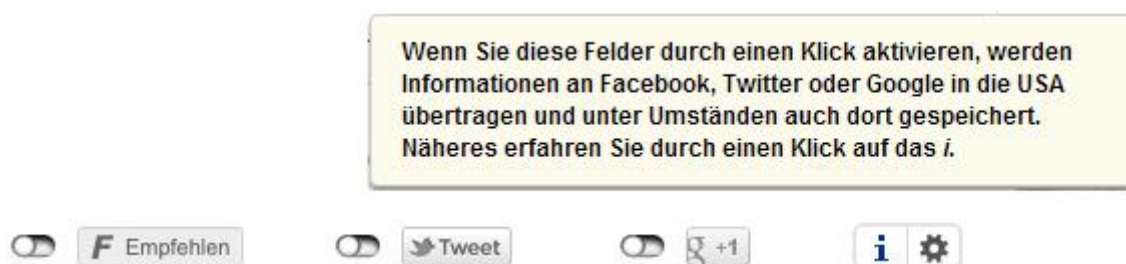 Wenn Sie diese Felder durch einen Klick aktivieren, werden
Informationen an Facebook, Twitter oder Google in die USA
übertragen und unter Umständen auch dort gespeichert.
Näheres erfahren Sie durch einen Klick auf das i.
F Empfehlen Tweet g +1 i